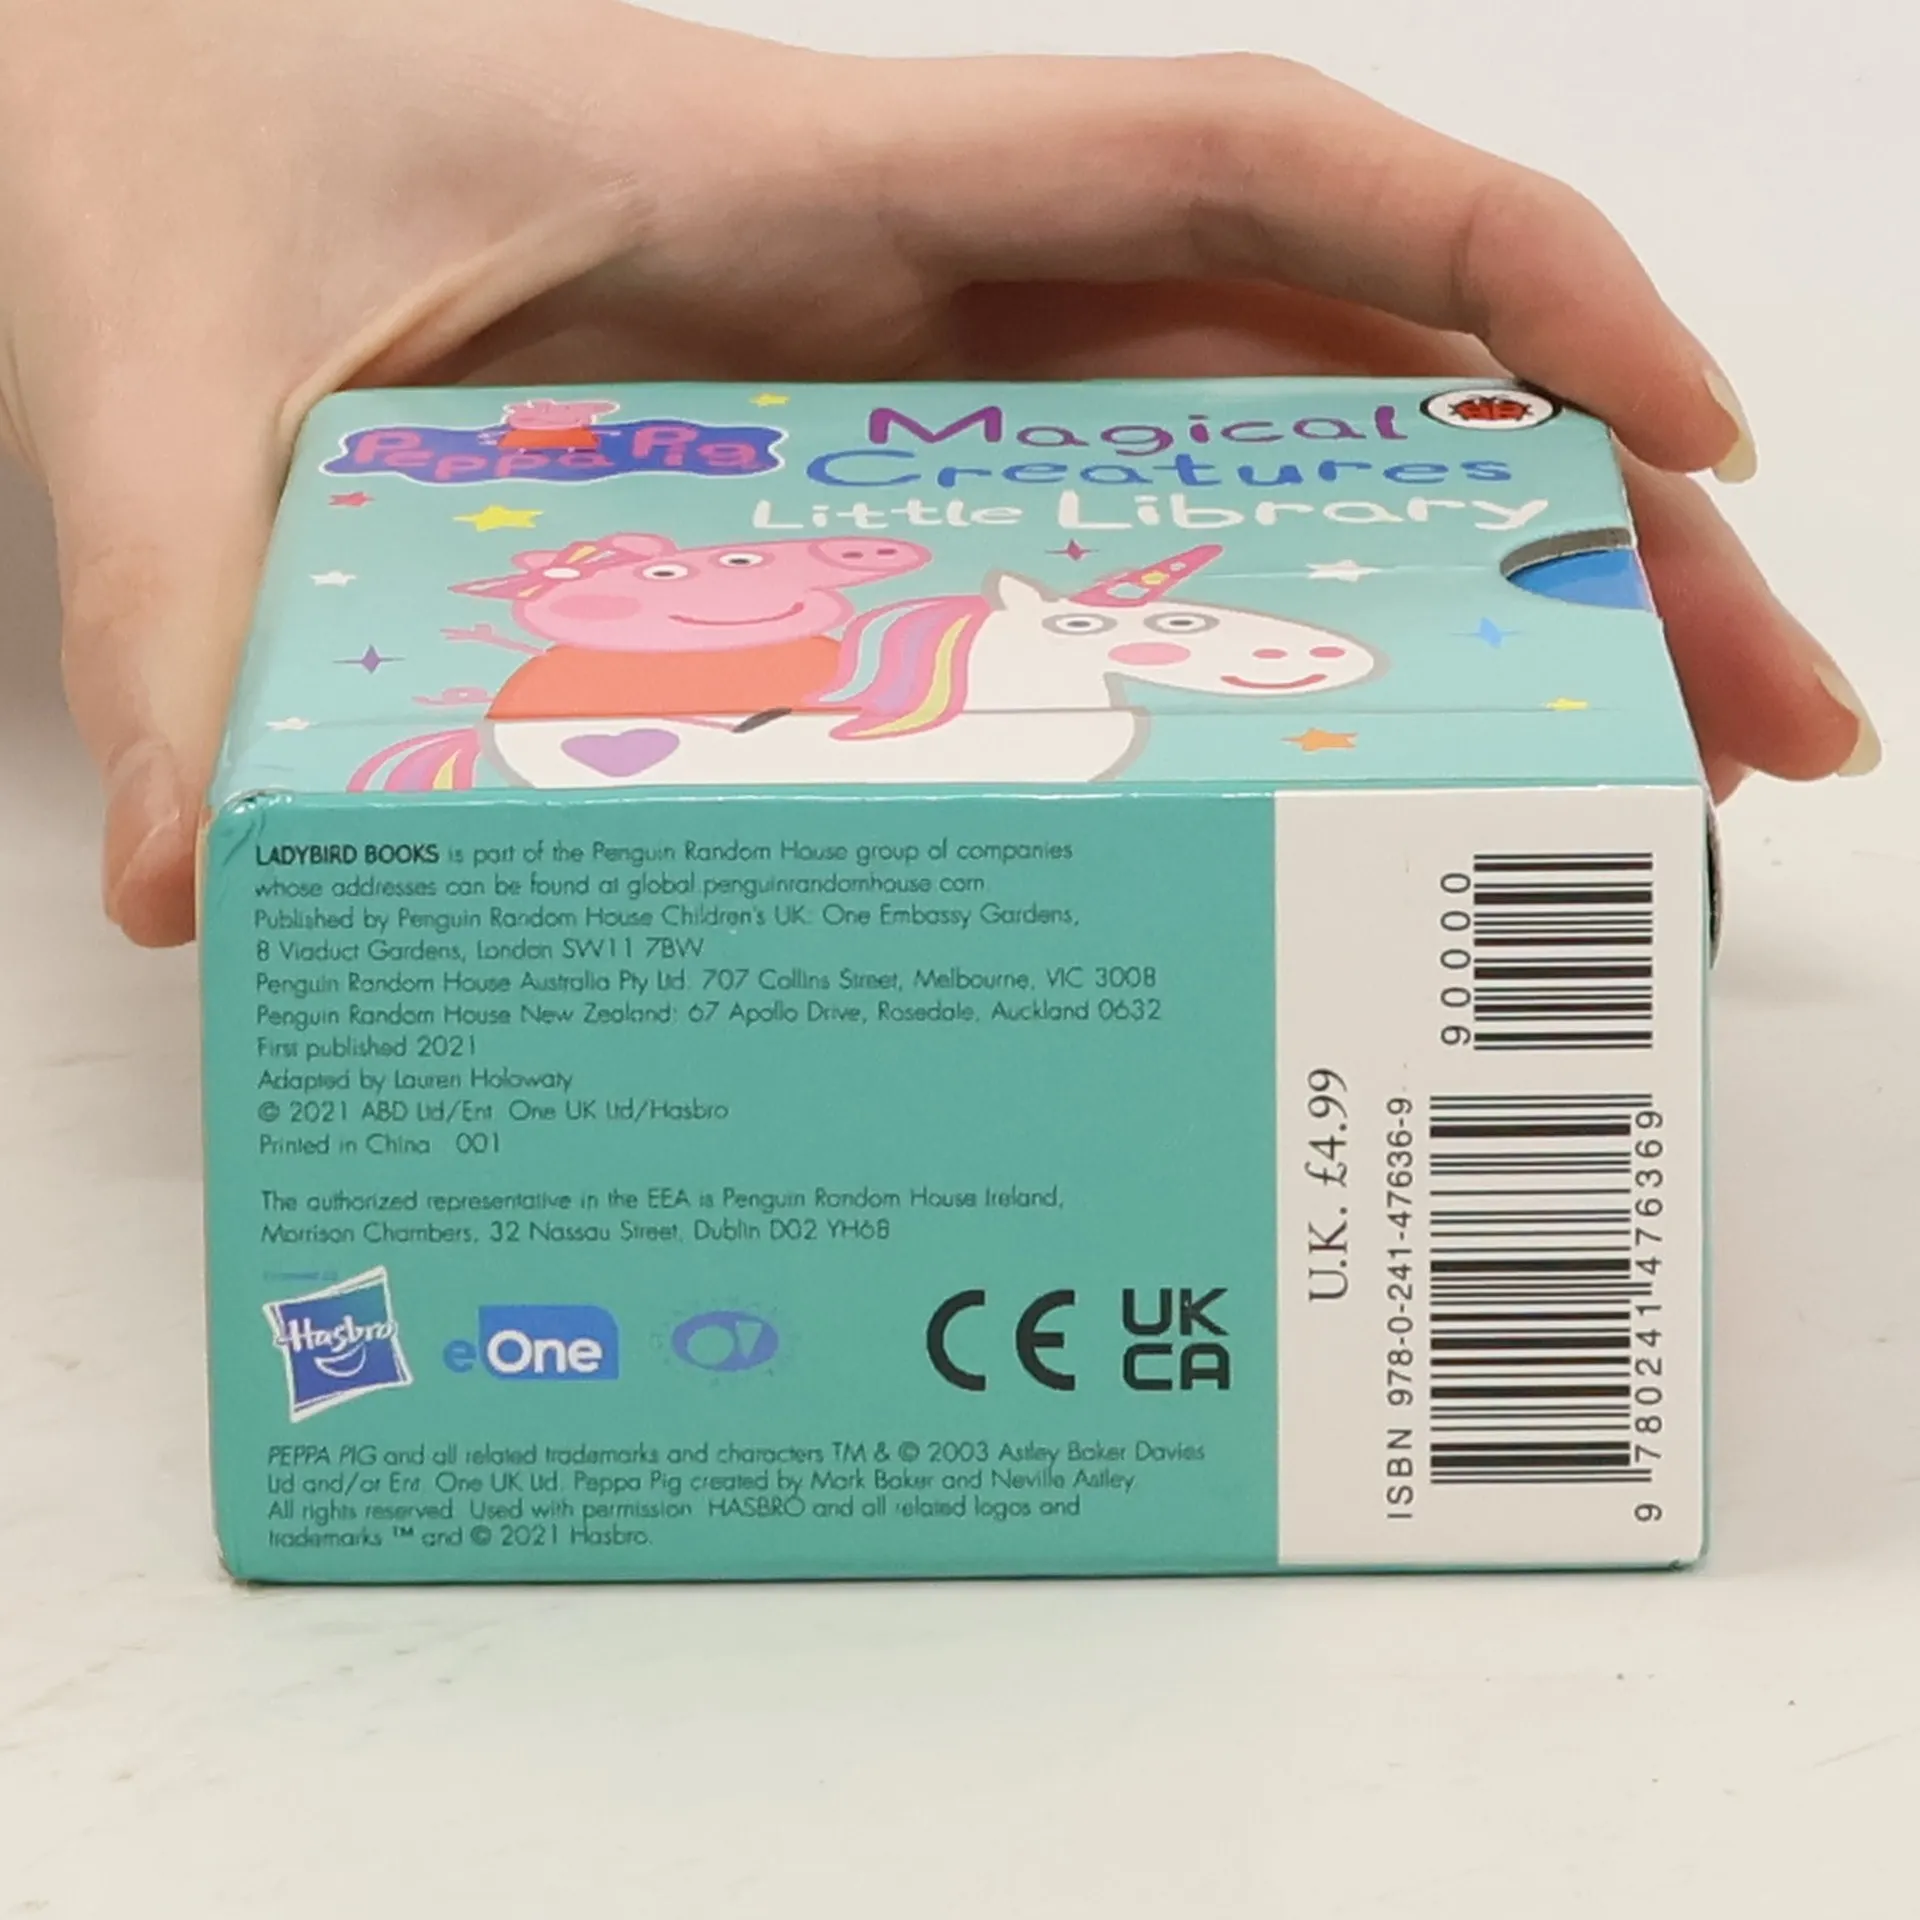 Peppa Pig
Magical
Creatures
Little Library
LADYBIRD BOOKS is part of the Penguin Random House group of companies
whose addresses can be found at global.penguinrandomhouse.com
Published by Penguin Random House Children's UK: One Embassy Gardens,
8 Viaduct Gardens, London SW11 7BW
Penguin Random House Australia Pty Ltd: 707 Collins Street, Melbourne, VIC 3008
Penguin Random House New Zealand: 67 Apollo Drive, Rosedale, Auckland 0632
First published 2021
Adapted by Lauren Holowaty
© 2021 ABD Ltd/Ent. One UK Ltd/Hasbro
Printed in China 001
The authorized representative in the EEA is Penguin Random House Ireland,
Morrison Chambers, 32 Nassau Street, Dublin D02 YH68
Hasbro
eOne
CE
UK
CA
PEPPA PIG and all related trademarks and characters TM & © 2003 Astley Baker Davies
Ltd and/or Ent. One UK Ltd. Peppa Pig created by Mark Baker and Neville Astley.
All rights reserved. Used with permission. HASBRO and all related logos and
trademarks ™ and © 2021 Hasbro.
U.K. £4.99
ISBN 978-0-241-47636-9
90000
9 780241 476369